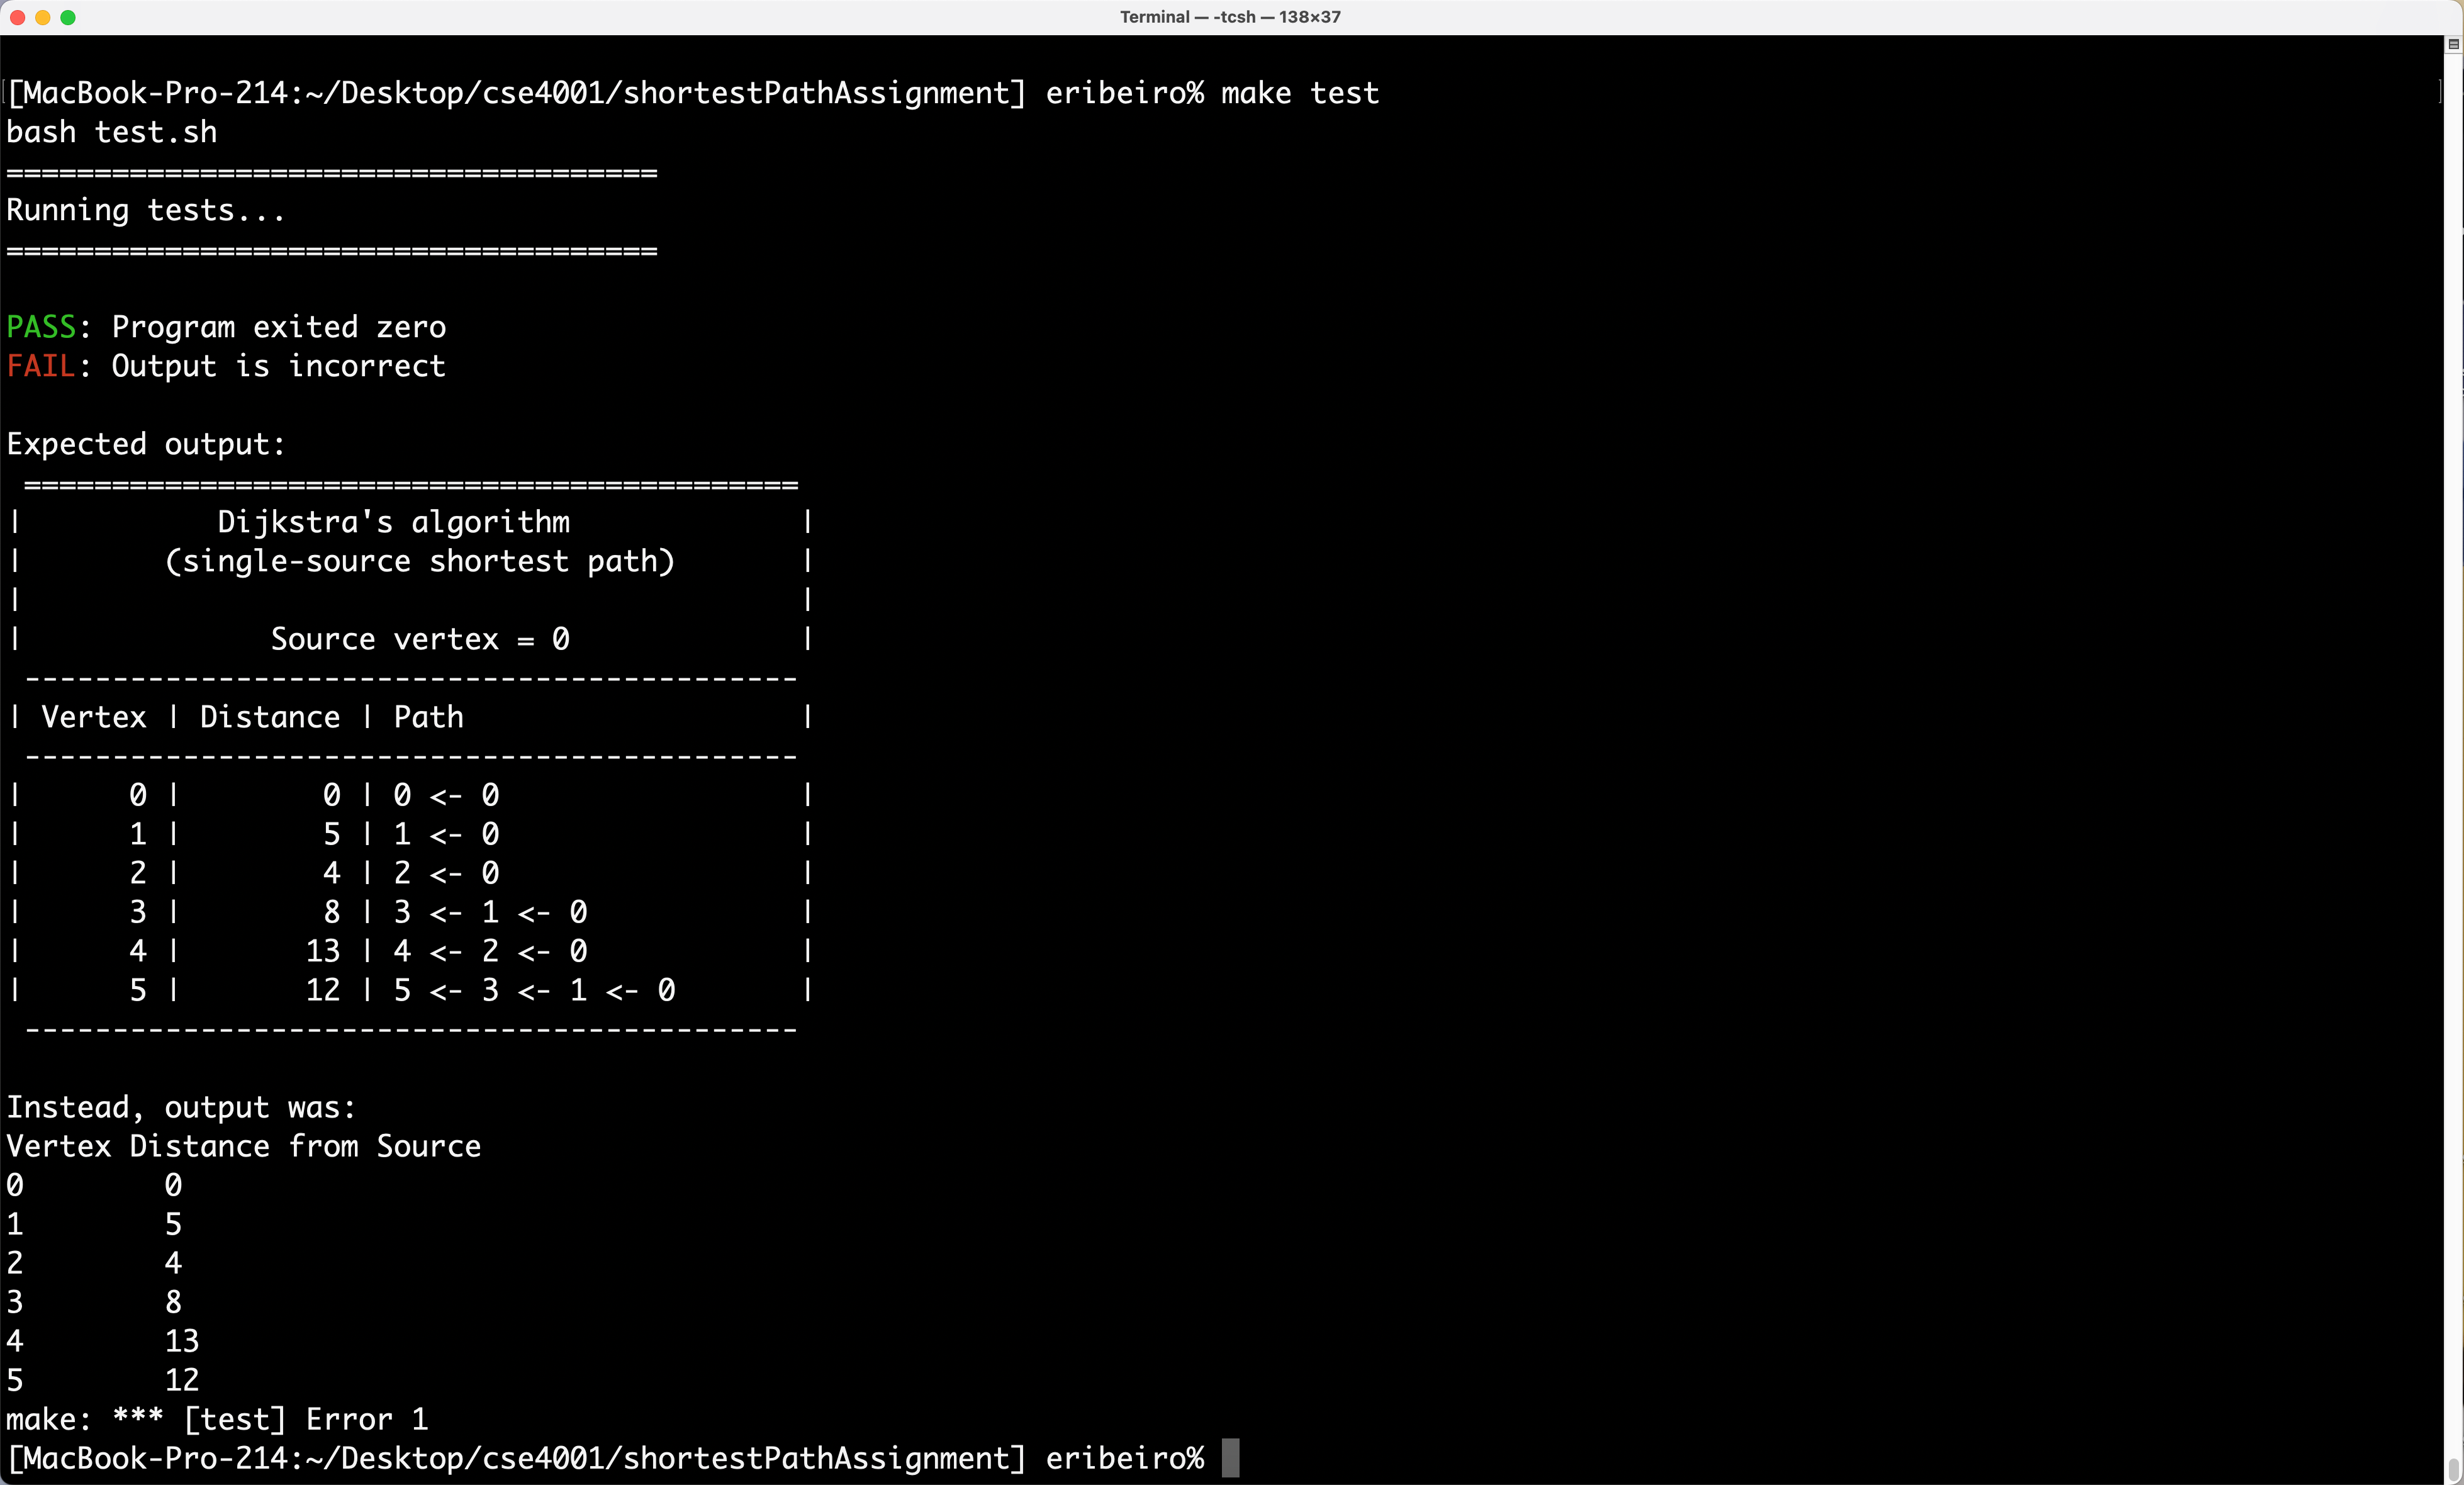 Terminal — -tcsh — 138×37
[MacBook-Pro-214:~/Desktop/cse4001/shortestPathAssignment] eribeiro% make test
bash test.sh
=====================================
Running tests...
=====================================
PASS: Program exited zero
FAIL: Output is incorrect
Expected output:
 ============================================
|           Dijkstra's algorithm             |
|        (single-source shortest path)       |
|                                            |
|              Source vertex = 0             |
 --------------------------------------------
| Vertex | Distance | Path                   |
 --------------------------------------------
|      0 |        0 | 0 <- 0                 |
|      1 |        5 | 1 <- 0                 |
|      2 |        4 | 2 <- 0                 |
|      3 |        8 | 3 <- 1 <- 0            |
|      4 |       13 | 4 <- 2 <- 0            |
|      5 |       12 | 5 <- 3 <- 1 <- 0       |
 --------------------------------------------
Instead, output was:
Vertex Distance from Source
0        0
1        5
2        4
3        8
4        13
5        12
make: *** [test] Error 1
[MacBook-Pro-214:~/Desktop/cse4001/shortestPathAssignment] eribeiro%